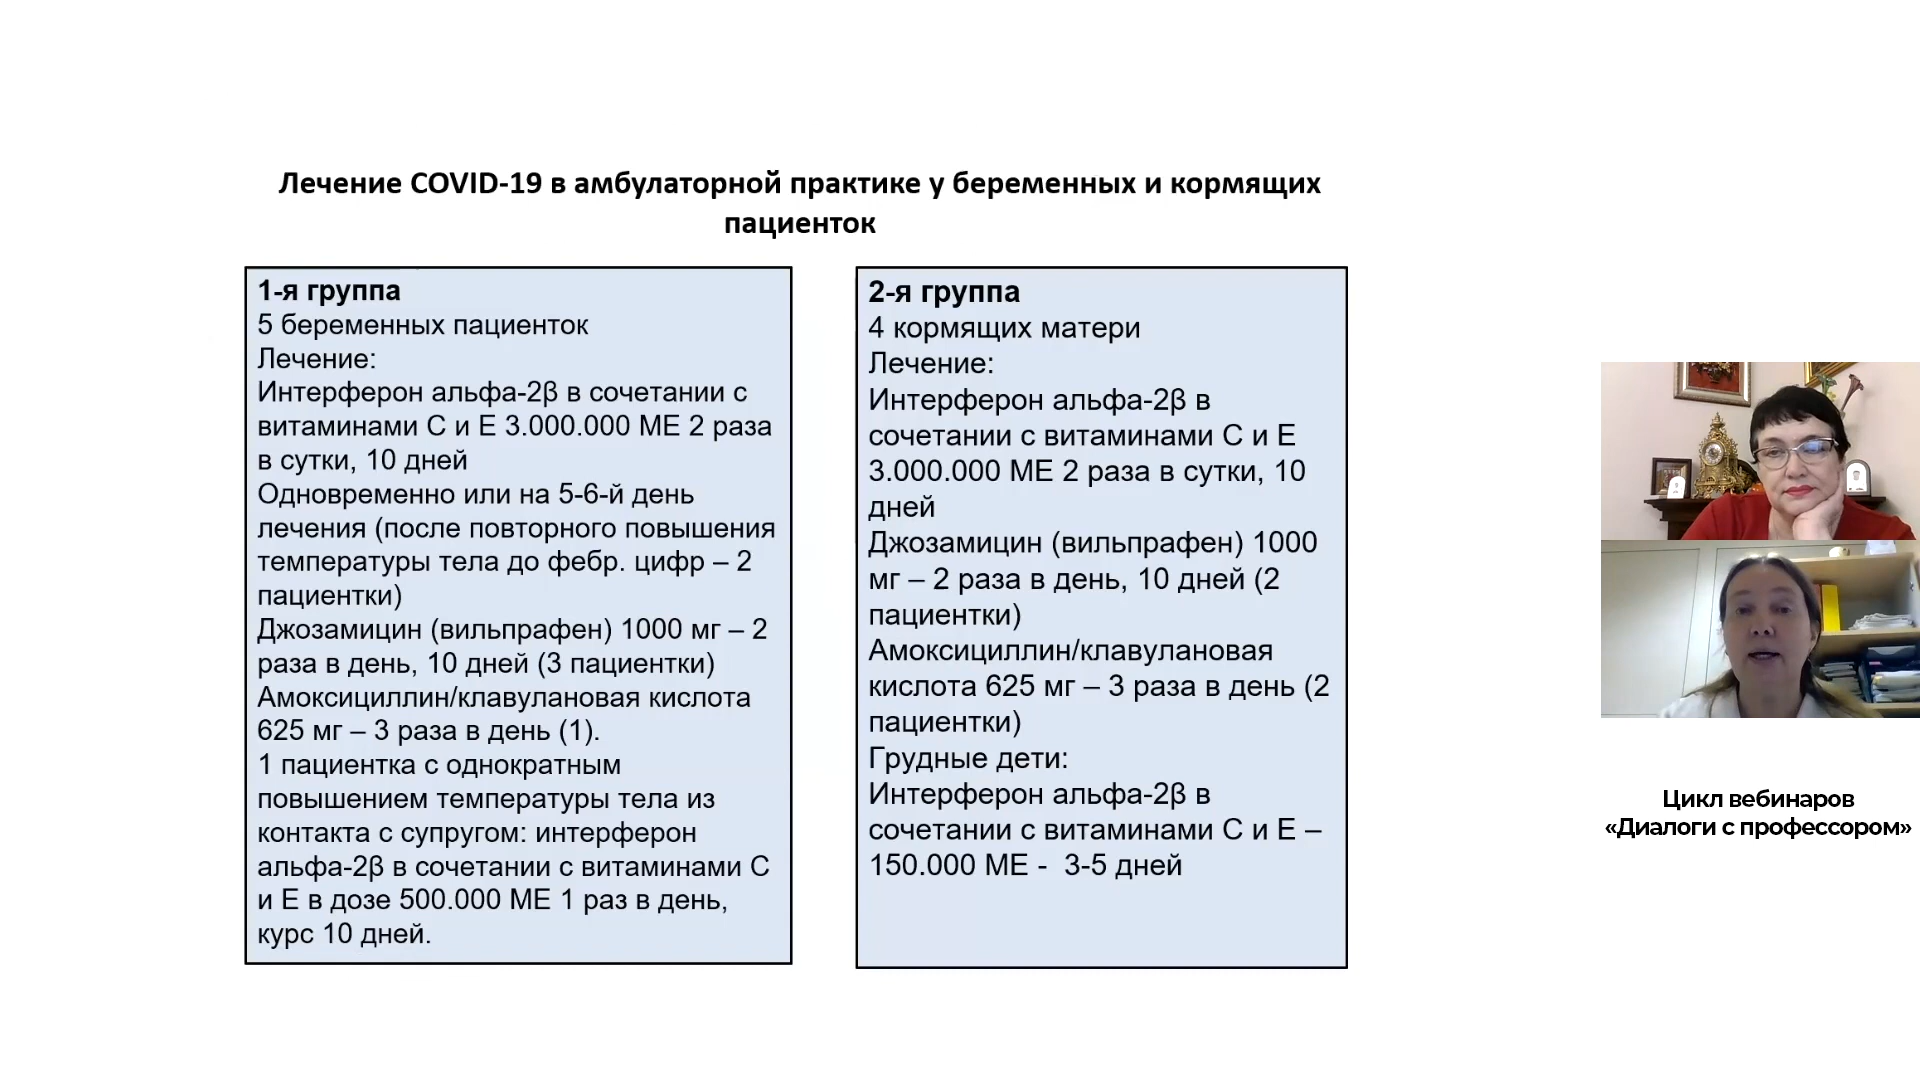 Лечение COVID-19 в амбулаторной практике у беременных и кормящих
пациенток
1-я группа
5 беременных пациенток
Лечение:
Интерферон альфа-2β в сочетании с
витаминами С и Е 3.000.000 МЕ 2 раза
в сутки, 10 дней
Одновременно или на 5-6-й день
лечения (после повторного повышения
температуры тела до фебр. цифр – 2
пациентки)
Джозамицин (вильпрафен) 1000 мг – 2
раза в день, 10 дней (3 пациентки)
Амоксициллин/клавулановая кислота
625 мг – 3 раза в день (1).
1 пациентка с однократным
повышением температуры тела из
контакта с супругом: интерферон
альфа-2β в сочетании с витаминами С
и Е в дозе 500.000 МЕ 1 раз в день,
курс 10 дней.
2-я группа
4 кормящих матери
Лечение:
Интерферон альфа-2β в
сочетании с витаминами С и Е
3.000.000 МЕ 2 раза в сутки, 10
дней
Джозамицин (вильпрафен) 1000
мг – 2 раза в день, 10 дней (2
пациентки)
Амоксициллин/клавулановая
кислота 625 мг – 3 раза в день (2
пациентки)
Грудные дети:
Интерферон альфа-2β в
сочетании с витаминами С и Е –
150.000 МЕ - 3-5 дней
Цикл вебинаров
«Диалоги с профессором»